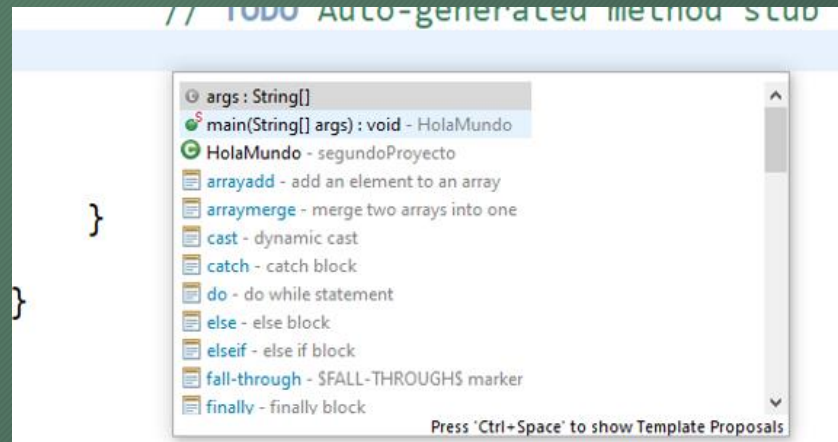 // TODO Auto-generated method stub
args : String[]
main(String[] args) : void - HolaMundo
HolaMundo - segundoProyecto
arrayadd - add an element to an array
arraymerge - merge two arrays into one
cast - dynamic cast
catch - catch block
do - do while statement
else - else block
elseif - else if block
fall-through - $FALL-THROUGH$ marker
finally - finally block
Press 'Ctrl+Space' to show Template Proposals
}
}